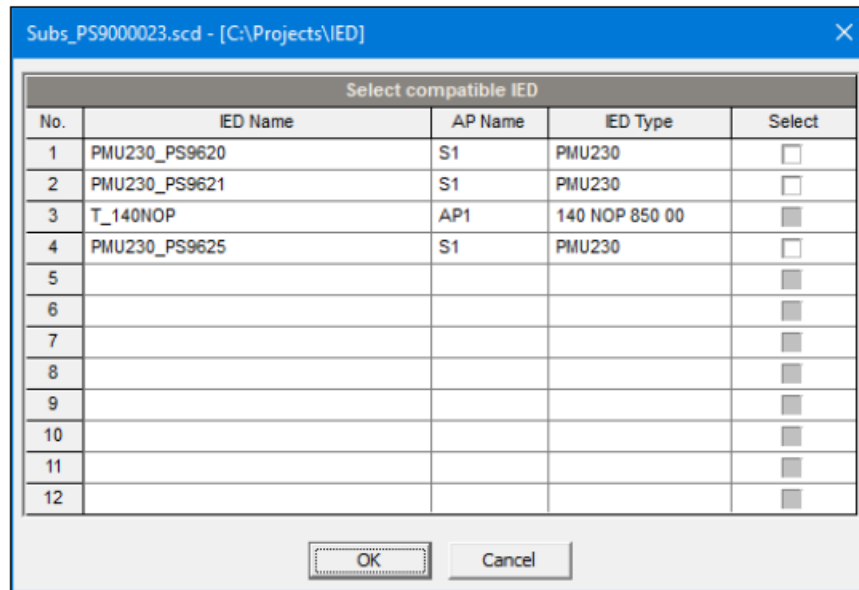 Subs_PS9000023.scd - [C:\Projects\IED]
Select compatible IED
No. IED Name AP Name IED Type Select
1 PMU230_PS9620 S1 PMU230
2 PMU230_PS9621 S1 PMU230
3 T_140NOP AP1 140 NOP 850 00
4 PMU230_PS9625 S1 PMU230
5
6
7
8
9
10
11
12
OK Cancel